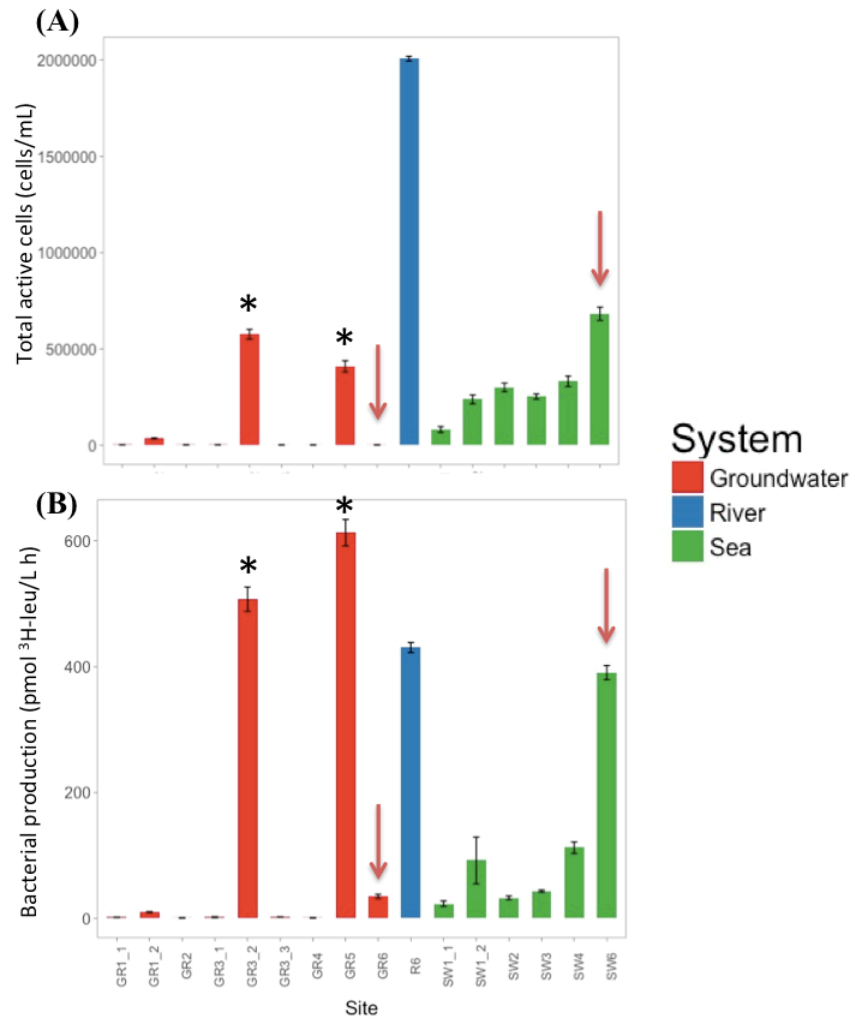 (A)
Total active cells (cells/mL)
2000000
1500000
1000000
500000
0
*
*
System
Groundwater
River
Sea
(B)
Bacterial production (pmol ³H-leu/L h)
600
400
200
0
*
*
GR1_1
GR1_2
GR2
GR3_1
GR3_2
GR3_3
GR4
GR5
GR6
R6
SW1_1
SW1_2
SW2
SW3
SW4
SW6
Site